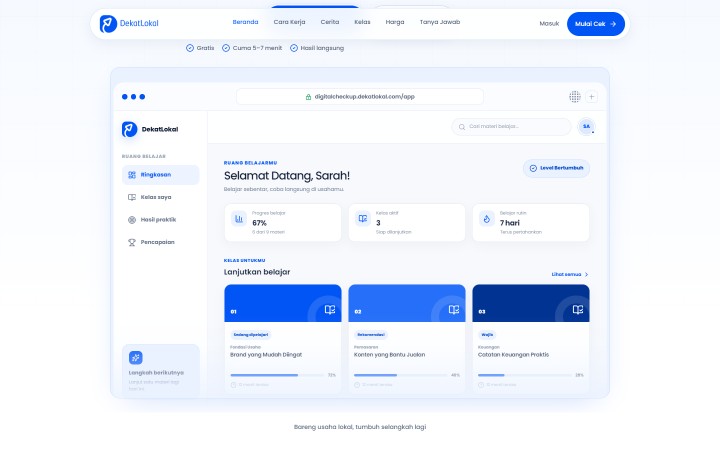 DekatLokal
Beranda
Cara Kerja
Cerita
Kelas
Harga
Tanya Jawab
Masuk
Mulai Cek
Gratis
Cuma 5–7 menit
Hasil langsung
digitalcheckup.dekatlokal.com/app
DekatLokal
Cari materi belajar...
SA
RUANG BELAJAR
Ringkasan
Kelas saya
Hasil praktik
Pencapaian
RUANG BELAJARMU
Selamat Datang, Sarah!
Belajar sebentar, coba langsung di usahamu.
Level Bertumbuh
Progres belajar
67%
6 dari 9 materi
Kelas aktif
3
Siap dilanjutkan
Belajar rutin
7 hari
Terus pertahankan
KELAS UNTUKMU
Lanjutkan belajar
Lihat semua
01
02
03
Sedang dipelajari
Fondasi Usaha
Brand yang Mudah Diingat
Rekomendasi
Pemasaran
Konten yang Bantu Jualan
46%
Wajib
Keuangan
Catatan Keuangan Praktis
Langkah berikutnya
Bareng usaha lokal, tumbuh selangkah lagi